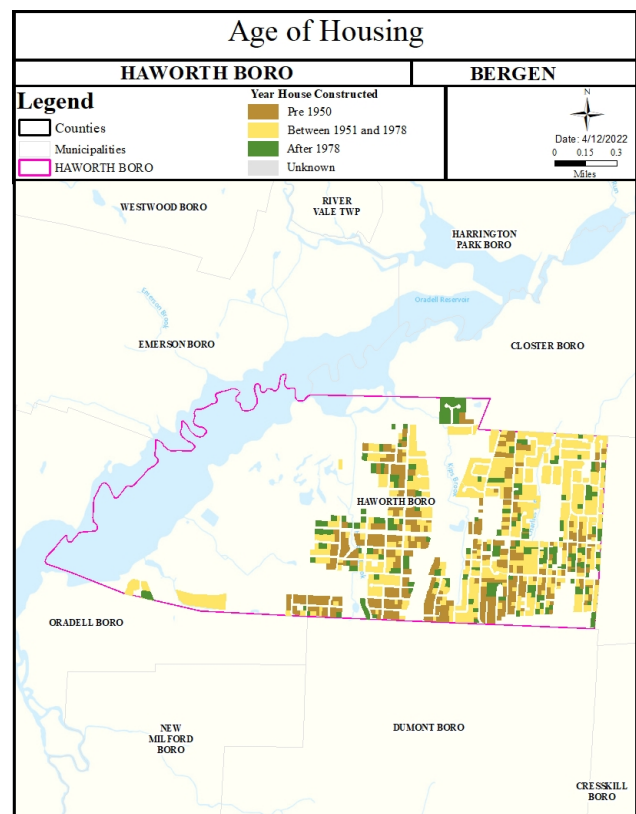 Age of Housing
HAWORTH BORO
BERGEN
Legend
Counties
Municipalities
HAWORTH BORO
Year House Constructed
Pre 1950
Between 1951 and 1978
After 1978
Unknown
N
Date: 4/12/2022
0 0.15 0.3
Miles
WESTWOOD BORO
RIVER
VALE TWP
HARRINGTON
PARK BORO
Oradell Reservoir
EMERSON BORO
CLOSTER BORO
HAWORTH BORO
ORADELL BORO
NEW
MILFORD
BORO
DUMONT BORO
CRESSKILL
BORO